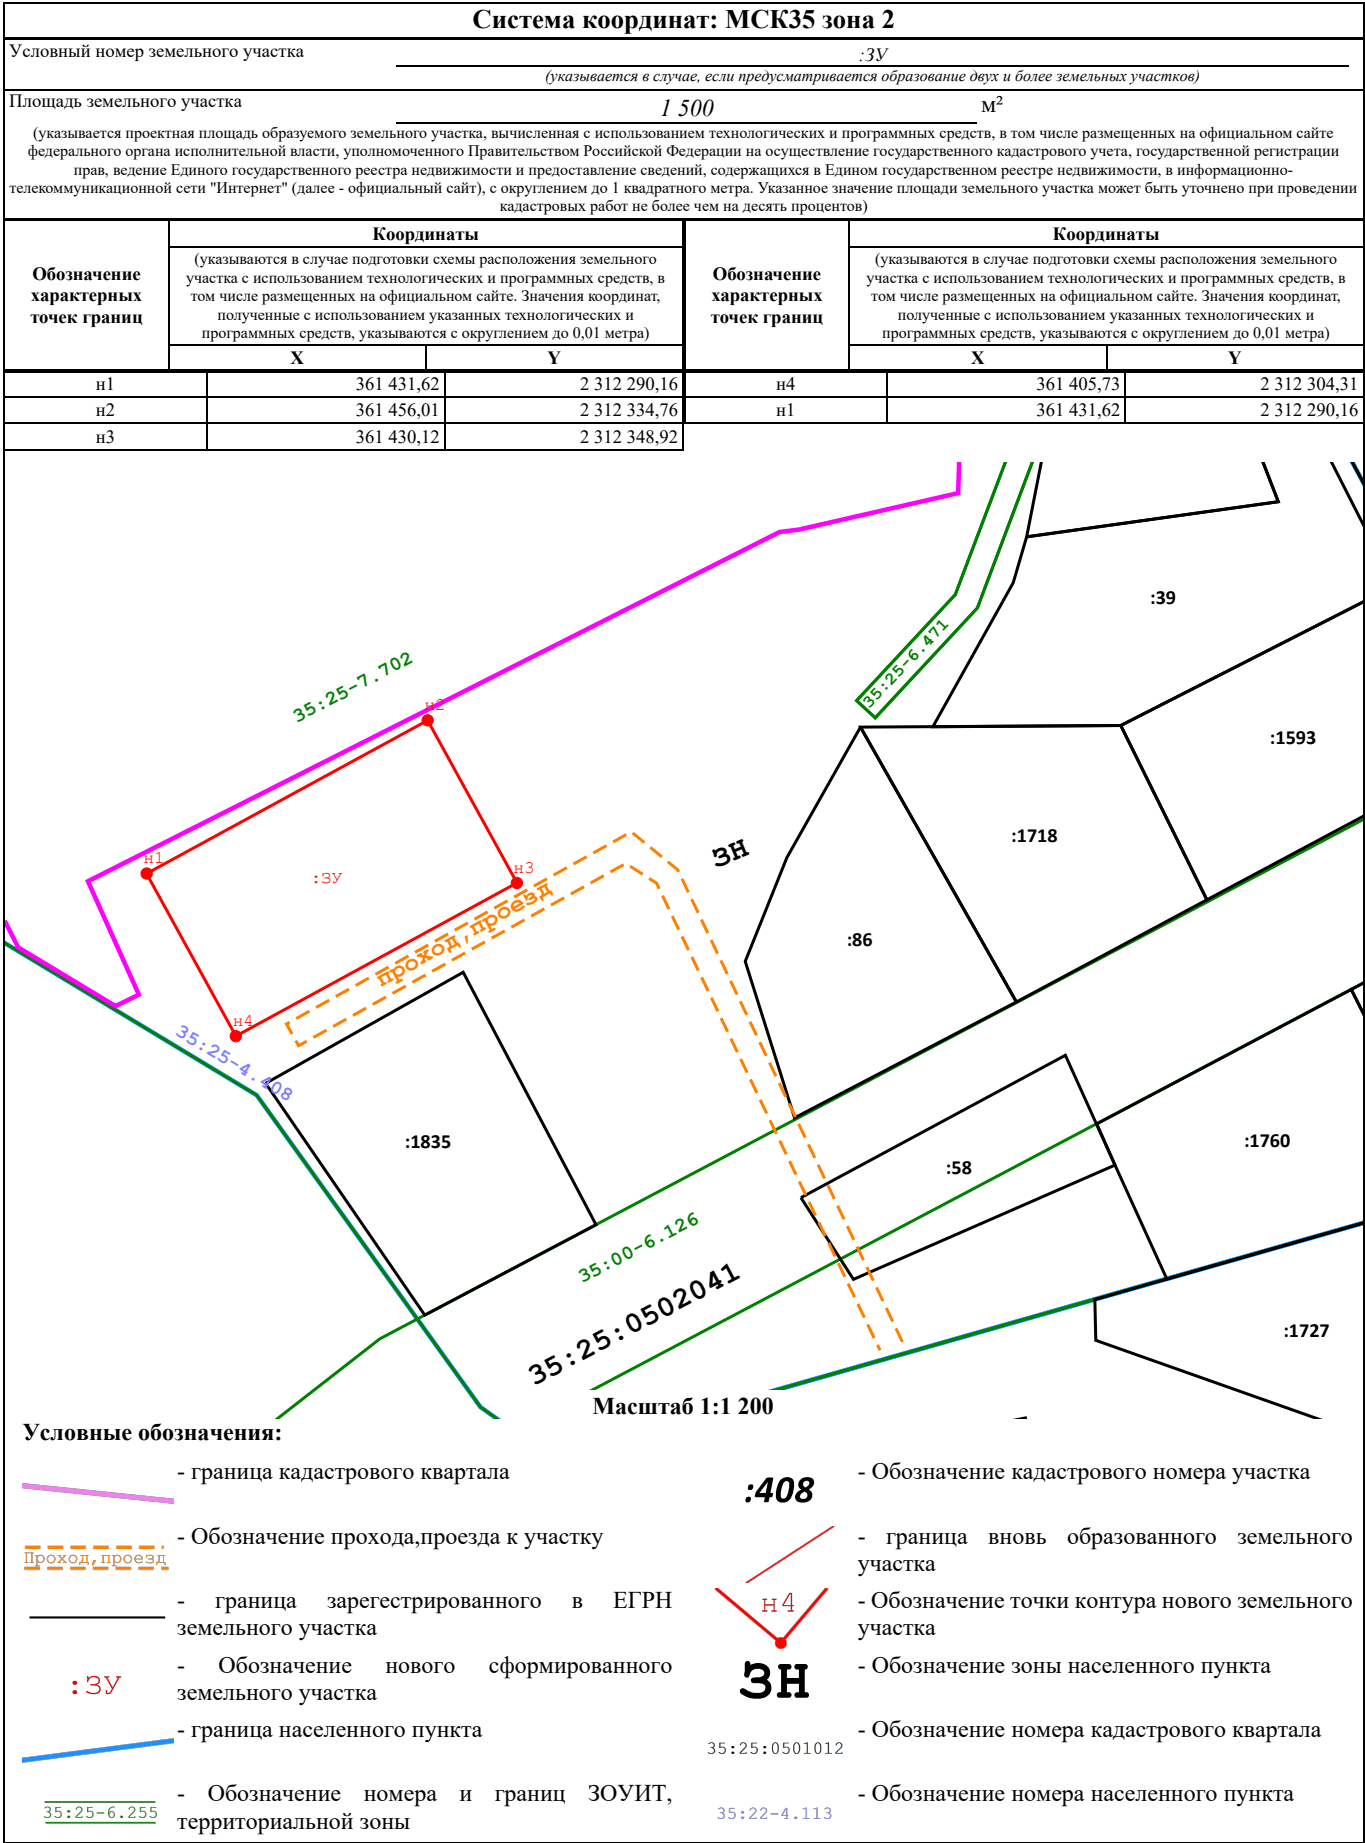 Система координат: МСК35 зона 2
Условный номер земельного участка
:ЗУ
(указывается в случае, если предусматривается образование двух и более земельных участков)
Площадь земельного участка
1 500
м²
(указывается проектная площадь образуемого земельного участка, вычисленная с использованием технологических и программных средств, в том числе размещенных на официальном сайте
федерального органа исполнительной власти, уполномоченного Правительством Российской Федерации на осуществление государственного кадастрового учета, государственной регистрации
прав, ведение Единого государственного реестра недвижимости и предоставление сведений, содержащихся в Едином государственном реестре недвижимости, в информационно-
телекоммуникационной сети "Интернет" (далее - официальный сайт), с округлением до 1 квадратного метра. Указанное значение площади земельного участка может быть уточнено при проведении
кадастровых работ не более чем на десять процентов)
Обозначение
характерных
точек границ
Координаты
(указываются в случае подготовки схемы расположения земельного
участка с использованием технологических и программных средств, в
том числе размещенных на официальном сайте. Значения координат,
полученные с использованием указанных технологических и
программных средств, указываются с округлением до 0,01 метра)
X Y
Обозначение
характерных
точек границ
Координаты
(указываются в случае подготовки схемы расположения земельного
участка с использованием технологических и программных средств, в
том числе размещенных на официальном сайте. Значения координат,
полученные с использованием указанных технологических и
программных средств, указываются с округлением до 0,01 метра)
X Y
н1 361 431,62 2 312 290,16 н4 361 405,73 2 312 304,31
н2 361 456,01 2 312 334,76 н1 361 431,62 2 312 290,16
н3 361 430,12 2 312 348,92
:39
35:25-6.471
35:25-7.702
н2
:1593
:1718
ЗН
н1
:ЗУ
н3
проход,проезд
:86
н4
35:25-4.408
:1835
:1760
:58
35:00-6.126
35:25:0502041
:1727
Масштаб 1:1 200
Условные обозначения:
- граница кадастрового квартала
:408
- Обозначение кадастрового номера участка
Проход,проезд
- Обозначение прохода,проезда к участку
- граница вновь образованного земельного
участка
- граница зарегестрированного в ЕГРН
земельного участка
н4
- Обозначение точки контура нового земельного
участка
:ЗУ
- Обозначение нового сформированного
земельного участка
ЗН
- Обозначение зоны населенного пункта
- граница населенного пункта
35:25:0501012
- Обозначение номера кадастрового квартала
35:25-6.255
- Обозначение номера и границ ЗОУИТ,
территориальной зоны
35:22-4.113
- Обозначение номера населенного пункта